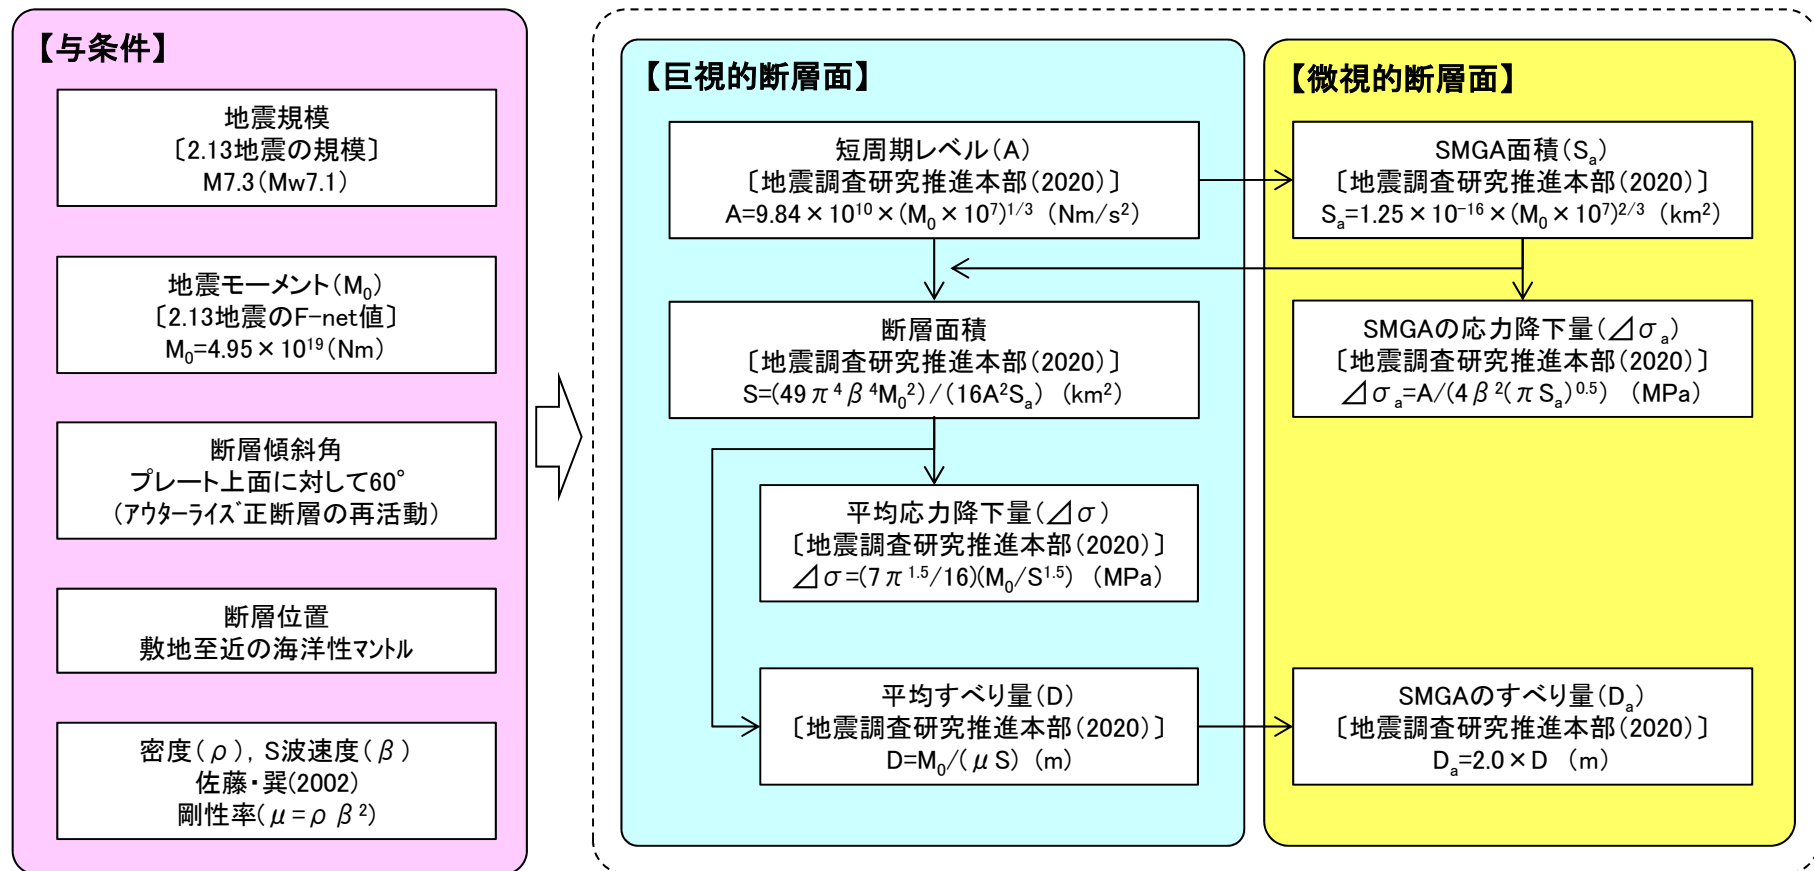 【与条件】
地震規模
〔2.13地震の規模〕
M7.3(Mw7.1)
地震モーメント(M₀)
〔2.13地震のF-net値〕
M₀=4.95×10¹⁹(Nm)
断層傾斜角
プレート上面に対して60°
(アウターライズ正断層の再活動)
断層位置
敷地至近の海洋性マントル
密度(ρ), S波速度(β)
佐藤・巽(2002)
剛性率(μ=ρβ²)
【巨視的断層面】
短周期レベル(A)
〔地震調査研究推進本部(2020)〕
A=9.84×10¹⁰×(M₀×10⁷)¹/³ (Nm/s²)
断層面積
〔地震調査研究推進本部(2020)〕
S=(49π⁴β⁴M₀²)/(16A²Sₐ) (km²)
平均応力降下量(⊿σ)
〔地震調査研究推進本部(2020)〕
⊿σ=(7π¹·⁵/16)(M₀/S¹·⁵) (MPa)
平均すべり量(D)
〔地震調査研究推進本部(2020)〕
D=M₀/(μS) (m)
【微視的断層面】
SMGA面積(Sₐ)
〔地震調査研究推進本部(2020)〕
Sₐ=1.25×10⁻¹⁶×(M₀×10⁷)²/³ (km²)
SMGAの応力降下量(⊿σₐ)
〔地震調査研究推進本部(2020)〕
⊿σₐ=A/(4β²(πSₐ)⁰·⁵) (MPa)
SMGAのすべり量(Dₐ)
〔地震調査研究推進本部(2020)〕
Dₐ=2.0×D (m)